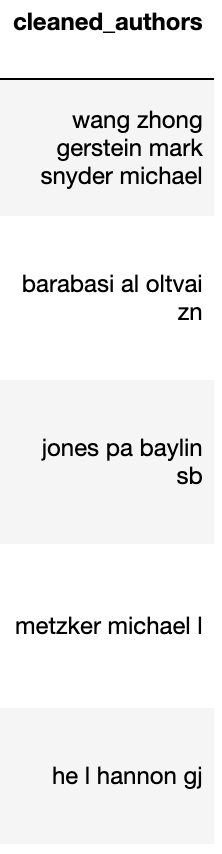 cleaned_authors
wang zhong
gerstein mark
snyder michael
barabasi al oltvai
zn
jones pa baylin
sb
metzker michael l
he l hannon gj